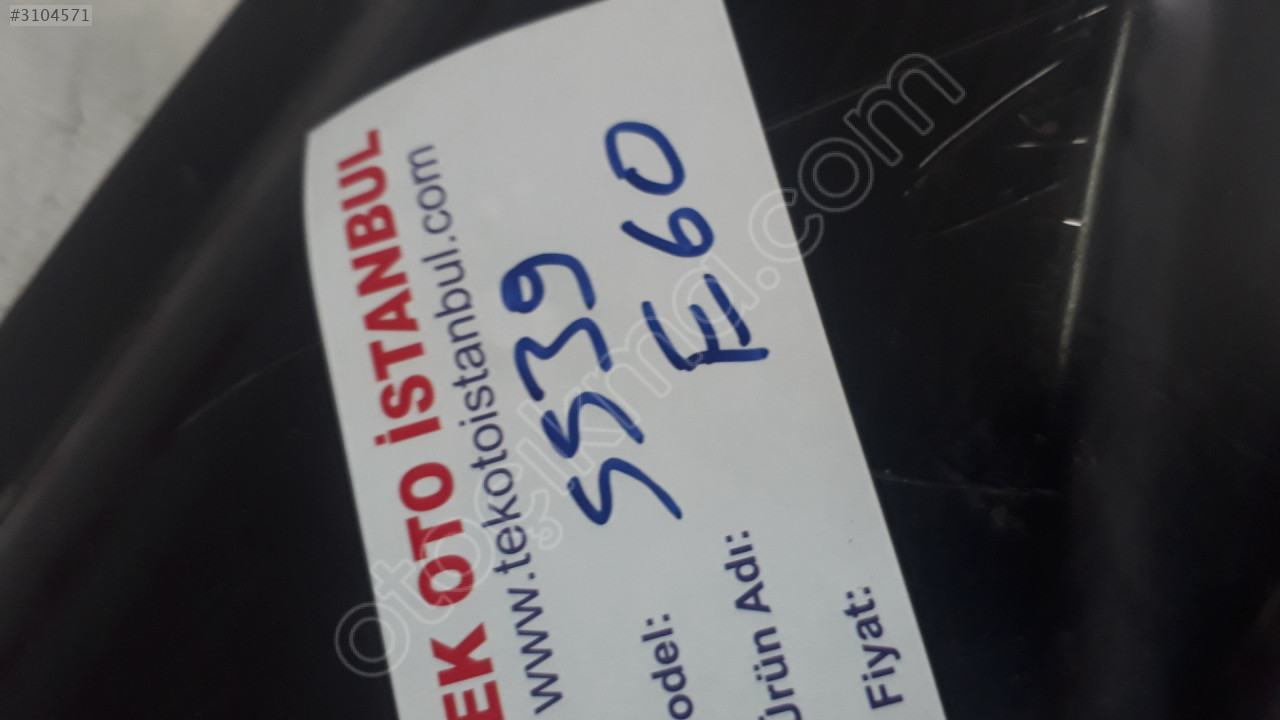 #3104571
EK OTO İSTANBUL
www.tekotoistanbul.com
5539
odel:
E60
Ürün Adı:
Fiyat:
otoçıkma.com